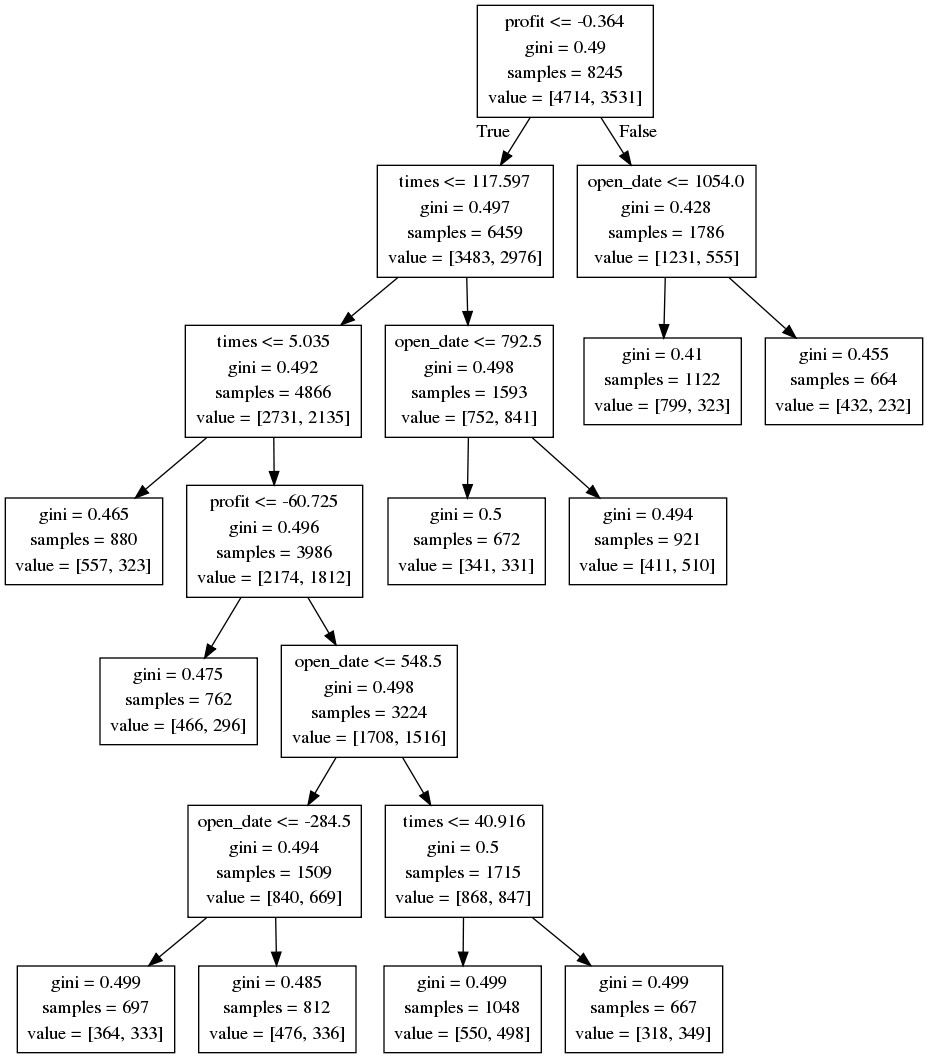 profit <= -0.364
gini = 0.49
samples = 8245
value = [4714, 3531]
True
False
times <= 117.597
gini = 0.497
samples = 6459
value = [3483, 2976]
open_date <= 1054.0
gini = 0.428
samples = 1786
value = [1231, 555]
times <= 5.035
gini = 0.492
samples = 4866
value = [2731, 2135]
open_date <= 792.5
gini = 0.498
samples = 1593
value = [752, 841]
gini = 0.41
samples = 1122
value = [799, 323]
gini = 0.455
samples = 664
value = [432, 232]
gini = 0.465
samples = 880
value = [557, 323]
profit <= -60.725
gini = 0.496
samples = 3986
value = [2174, 1812]
gini = 0.5
samples = 672
value = [341, 331]
gini = 0.494
samples = 921
value = [411, 510]
gini = 0.475
samples = 762
value = [466, 296]
open_date <= 548.5
gini = 0.498
samples = 3224
value = [1708, 1516]
open_date <= -284.5
gini = 0.494
samples = 1509
value = [840, 669]
times <= 40.916
gini = 0.5
samples = 1715
value = [868, 847]
gini = 0.499
samples = 697
value = [364, 333]
gini = 0.485
samples = 812
value = [476, 336]
gini = 0.499
samples = 1048
value = [550, 498]
gini = 0.499
samples = 667
value = [318, 349]